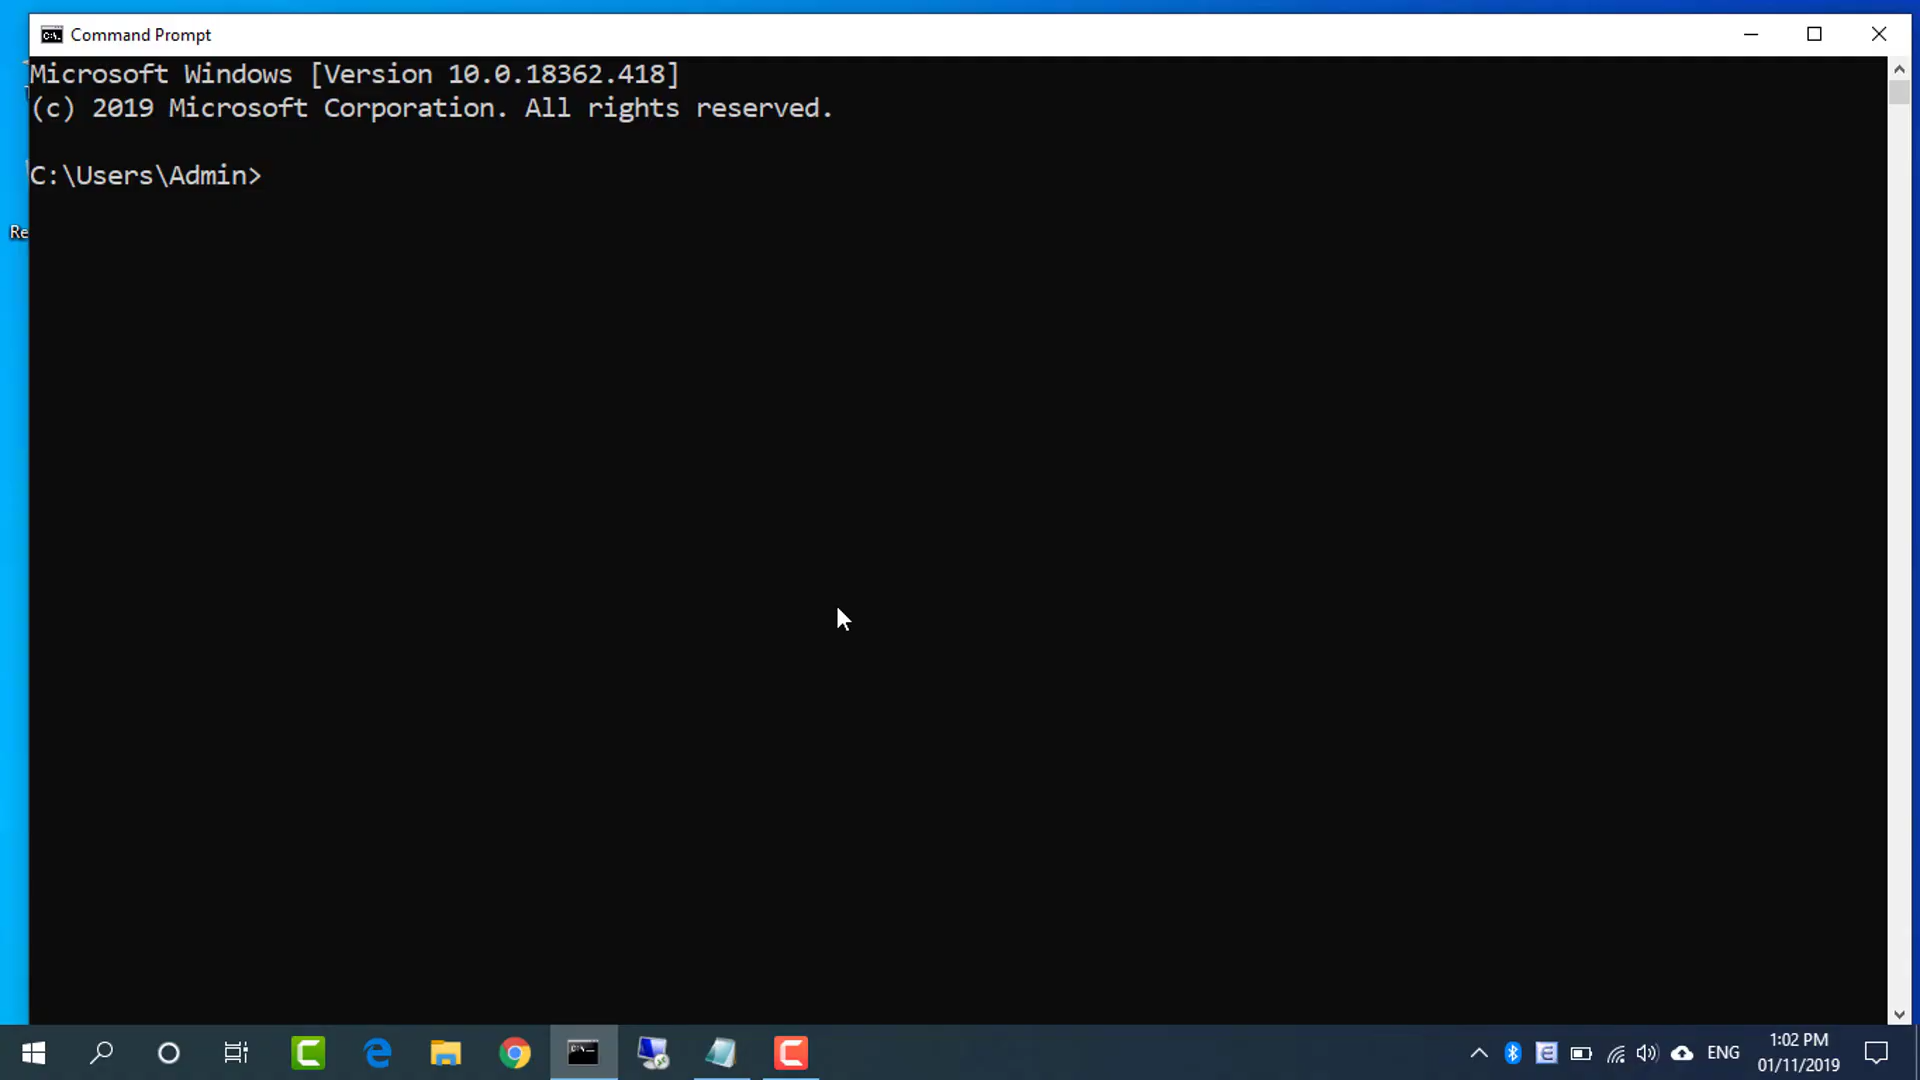 Command Prompt
Microsoft Windows [Version 10.0.18362.418]
(c) 2019 Microsoft Corporation. All rights reserved.
C:\Users\Admin>
Re
ENG
1:02 PM
01/11/2019